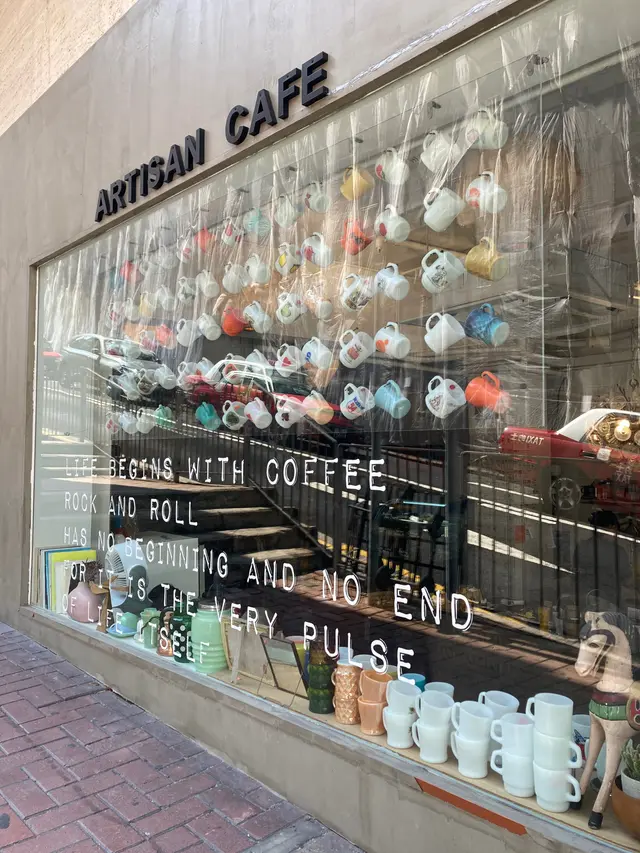 ARTISAN CAFE
LIFE BEGINS WITH COFFEE
ROCK AND ROLL
HAS NO BEGINNING AND NO END
FOR IT IS THE VERY PULSE
OF LIFE ITSELF
IXAT